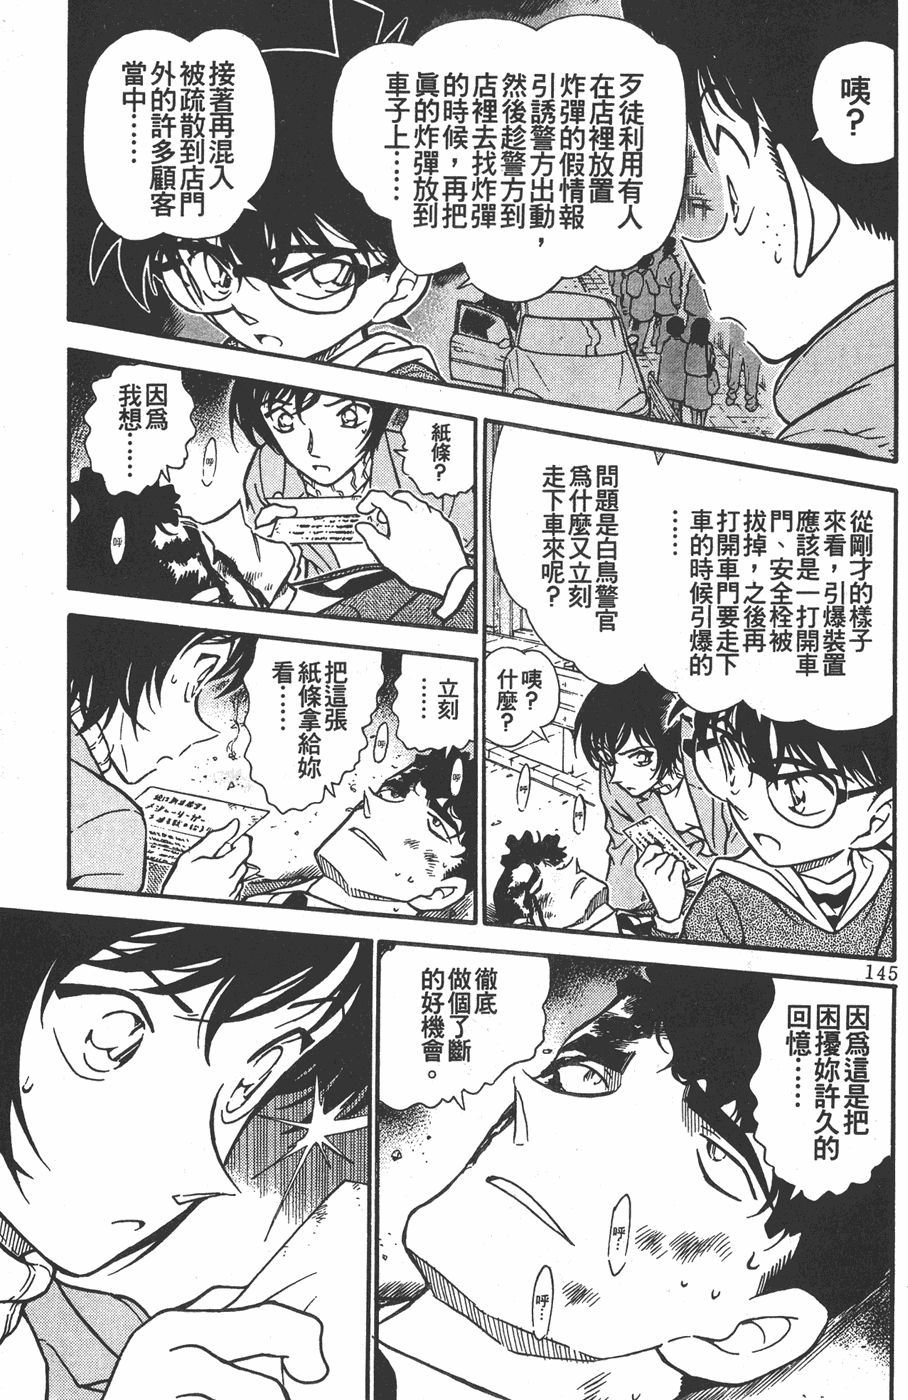 咦？
歹徒利用有人
在店裡放置
炸彈的假情報
引誘警方出動，
然後趁警方到
店裡去找炸彈
的時候，再把
真的炸彈放到
車子上……
接著再混入
被疏散到店門
外的許多顧客
當中……
從剛才的樣子
來看，引爆裝置
應該是一打開車
門、安全栓被
拔掉，之後再
打開車門要走下
車的時候引爆的
……
問題是白鳥警官
為什麼又立刻
走下車來呢？
咦？
什麼？
呼…
呼…
紙條？
因為
我想……
呼…
呼…
立刻
……
把這張
紙條拿給妳
看……
呼…
呼…
145
因為這是把
困擾妳許久的
回憶……
徹底
做個了斷
的好機會。
呼…
呼…